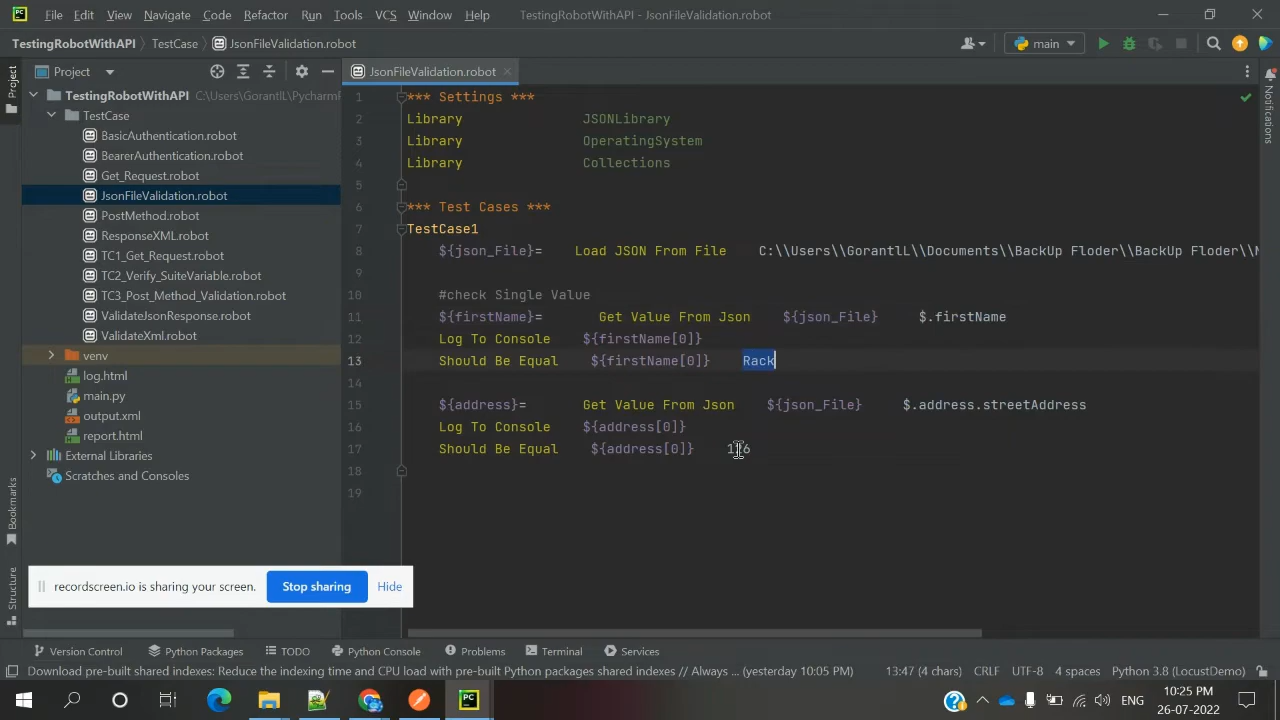 File Edit View Navigate Code Refactor Run Tools VCS Window Help TestingRobotWithAPI - JsonFileValidation.robot
TestingRobotWithAPI TestCase JsonFileValidation.robot main
Project
Project
JsonFileValidation.robot
Notifications
TestingRobotWithAPI C:\Users\GorantlL\Pycharm
TestCase
BasicAuthentication.robot
BearerAuthentication.robot
Get_Request.robot
JsonFileValidation.robot
PostMethod.robot
ResponseXML.robot
TC1_Get_Request.robot
TC2_Verify_SuiteVariable.robot
TC3_Post_Method_Validation.robot
ValidateJsonResponse.robot
ValidateXml.robot
venv
log.html
main.py
output.xml
report.html
External Libraries
Scratches and Consoles
1 *** Settings ***
2 Library JSONLibrary
3 Library OperatingSystem
4 Library Collections
5
6 *** Test Cases ***
7 TestCase1
8 ${json_File}= Load JSON From File C:\\Users\\GorantlL\\Documents\\BackUp Floder\\BackUp Floder\\
9
10 #check Single Value
11 ${firstName}= Get Value From Json ${json_File} $.firstName
12 Log To Console ${firstName[0]}
13 Should Be Equal ${firstName[0]} Rack
14
15 ${address}= Get Value From Json ${json_File} $.address.streetAddress
16 Log To Console ${address[0]}
17 Should Be Equal ${address[0]}
18
19
Bookmarks
Structure
recordscreen.io is sharing your screen. Stop sharing Hide
Version Control Python Packages TODO Python Console Problems Terminal Services
Download pre-built shared indexes: Reduce the indexing time and CPU load with pre-built Python packages shared indexes // Always ... (yesterday 10:05 PM) 13:47 (4 chars) CRLF UTF-8 4 spaces Python 3.8 (LocustDemo)
ENG
10:25 PM
26-07-2022